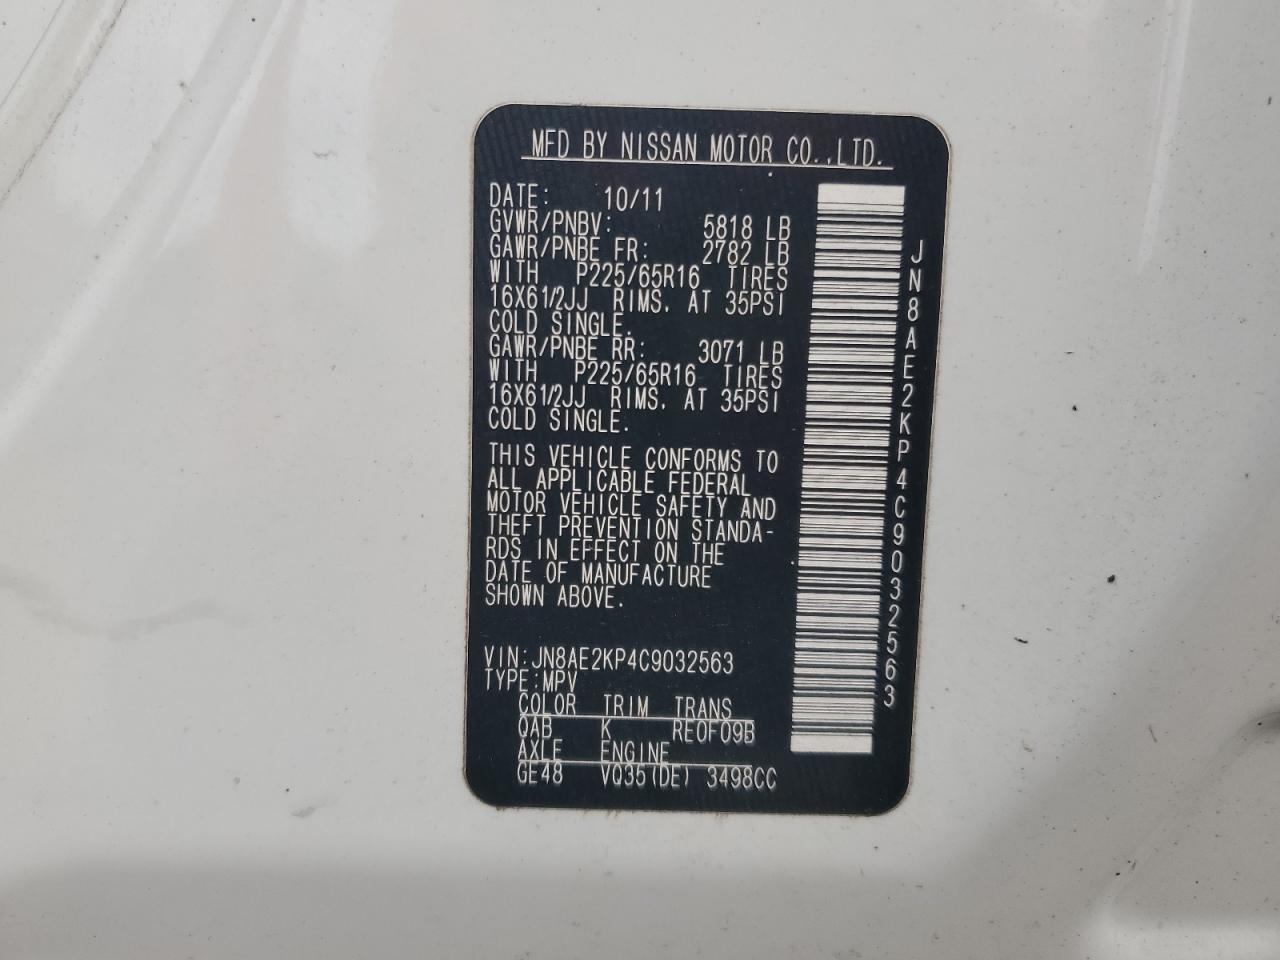 MFD BY NISSAN MOTOR CO.,LTD.
DATE: 10/11
GVWR/PNBV: 5818 LB
GAWR/PNBE FR: 2782 LB
WITH P225/65R16 TIRES
16X61/2JJ RIMS. AT 35PSI
COLD SINGLE.
GAWR/PNBE RR: 3071 LB
WITH P225/65R16 TIRES
16X61/2JJ RIMS. AT 35PSI
COLD SINGLE.
THIS VEHICLE CONFORMS TO
ALL APPLICABLE FEDERAL
MOTOR VEHICLE SAFETY AND
THEFT PREVENTION STANDA-
RDS IN EFFECT ON THE
DATE OF MANUFACTURE
SHOWN ABOVE.
VIN:JN8AE2KP4C9032563
TYPE:MPV
COLOR TRIM TRANS
QAB K RE0F09B
AXLE ENGINE
GE48 VQ35(DE) 3498CC
JN8AE2KP4C9032563